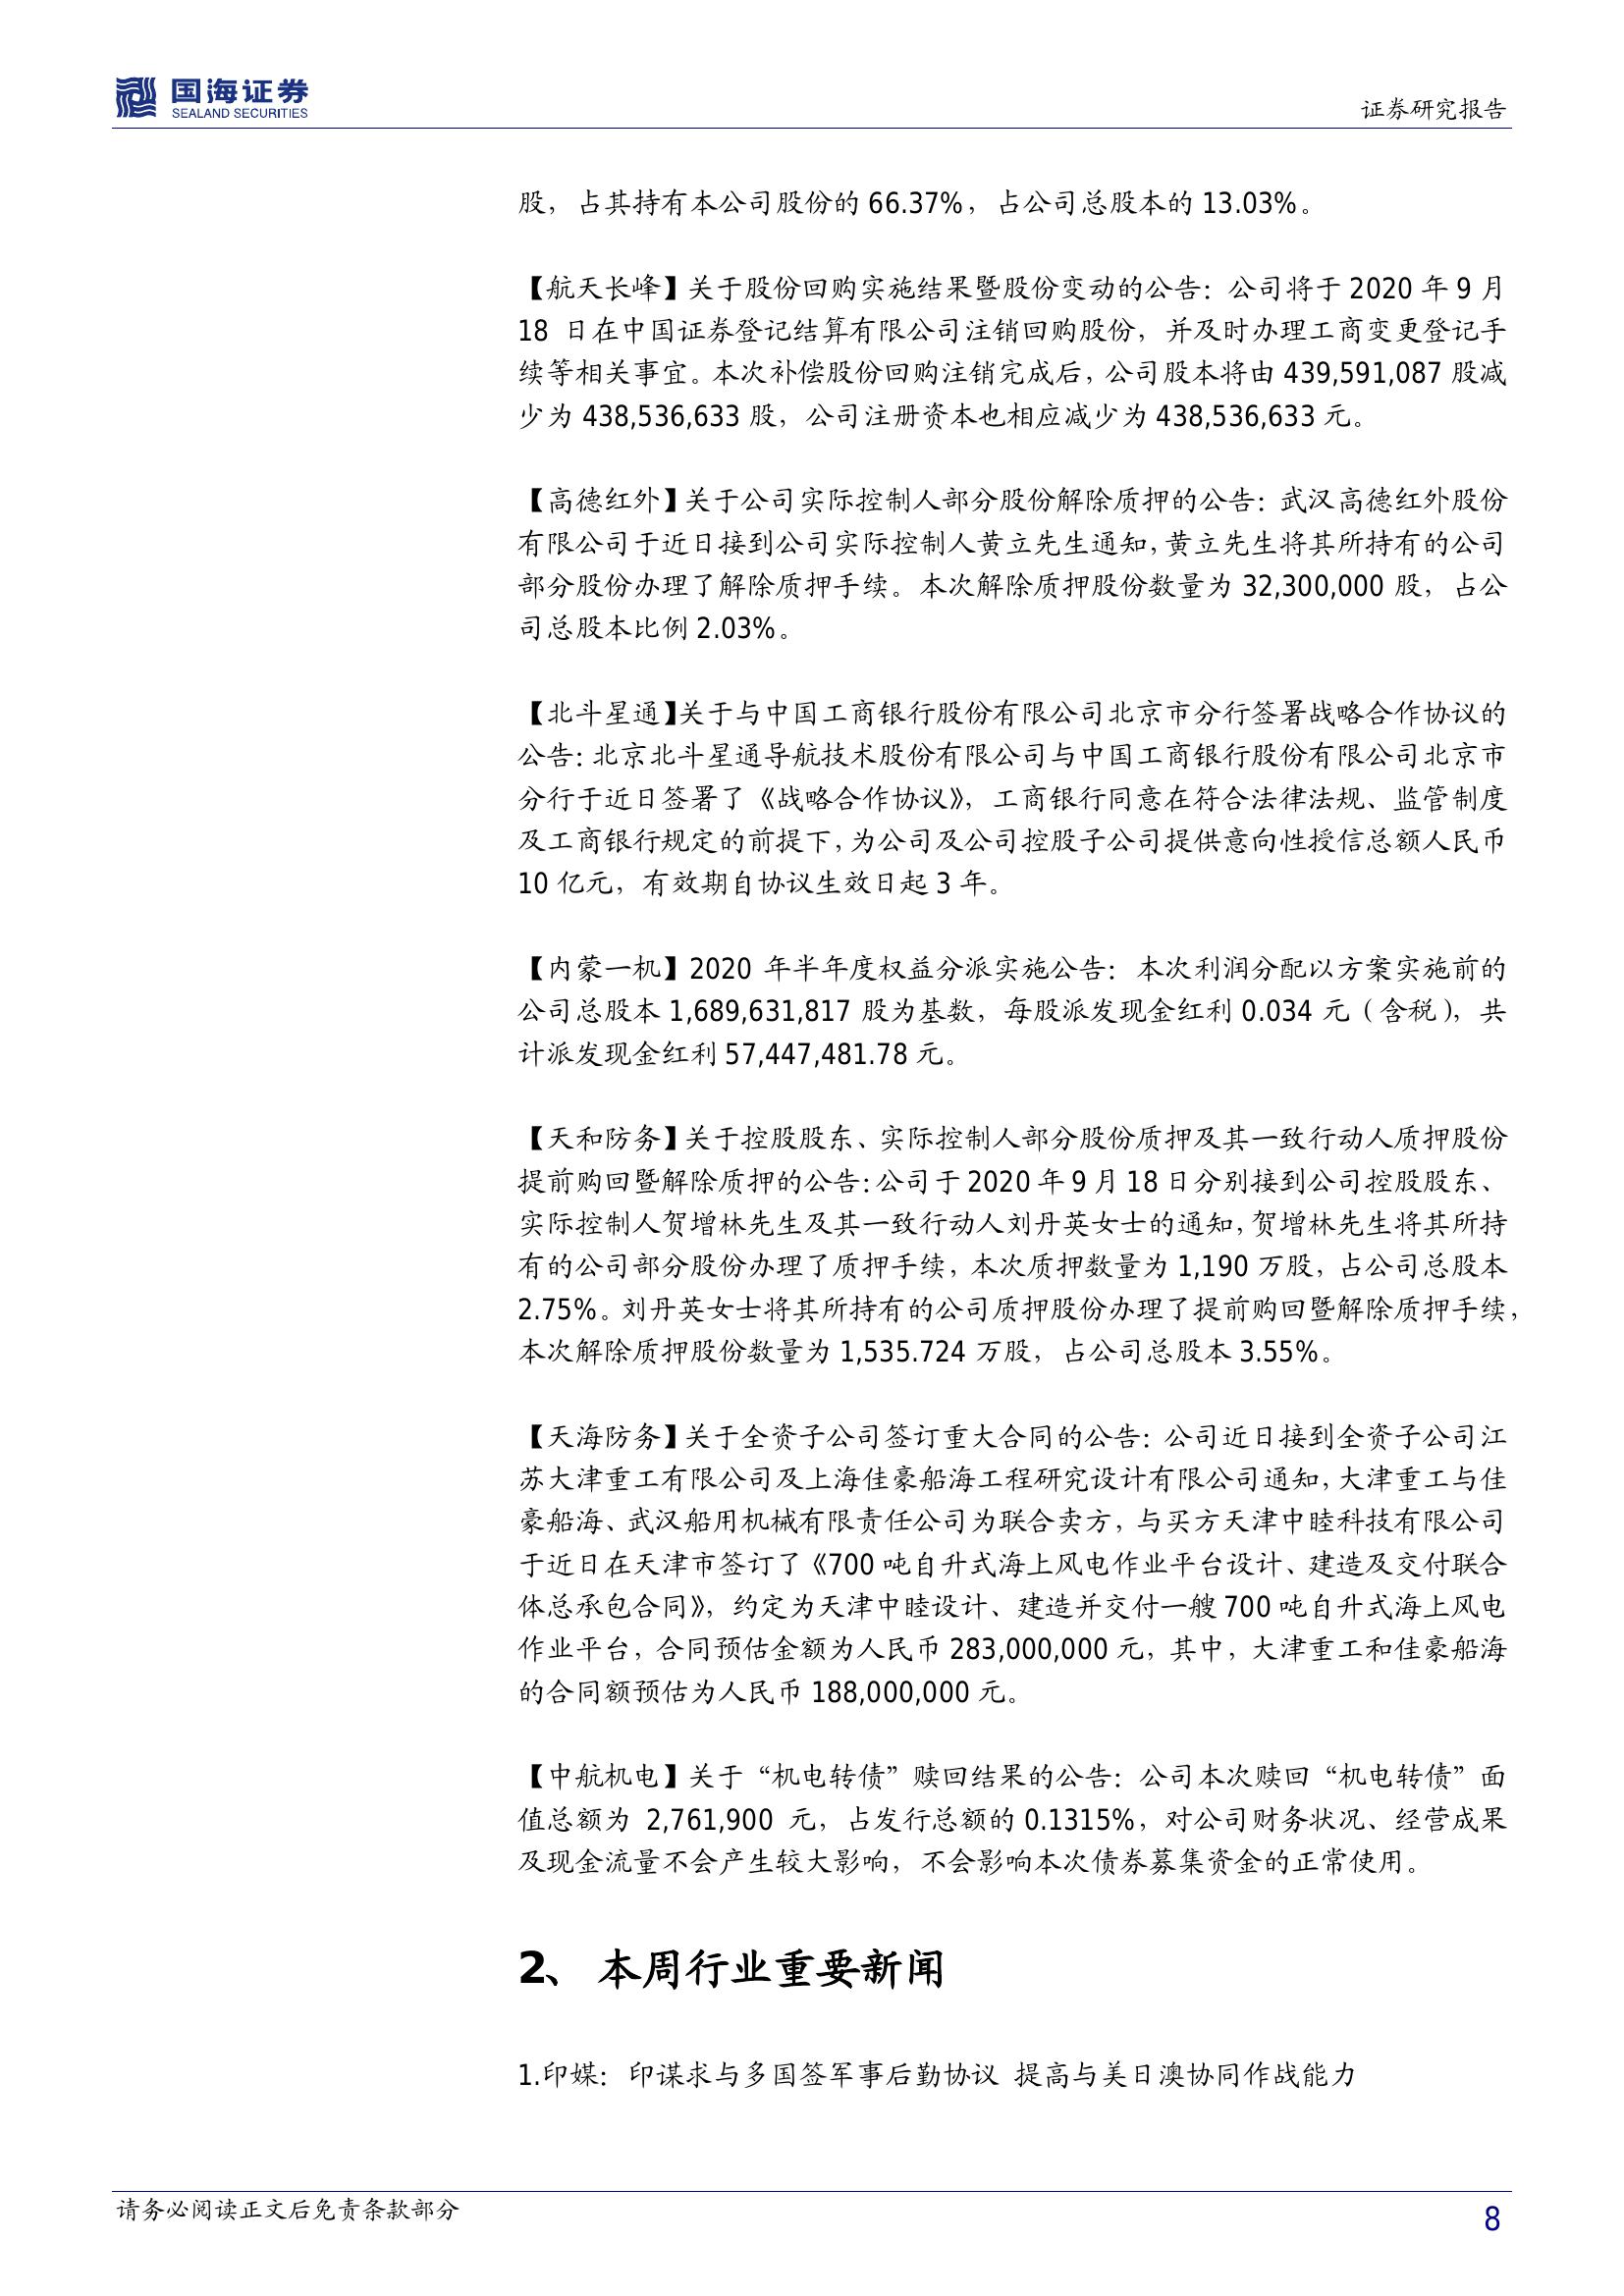 国海证券
SEALAND SECURITIES
证券研究报告
股，占其持有本公司股份的 66.37%，占公司总股本的 13.03%。
【航天长峰】关于股份回购实施结果暨股份变动的公告：公司将于 2020 年 9 月
18 日在中国证券登记结算有限公司注销回购股份，并及时办理工商变更登记手
续等相关事宜。本次补偿股份回购注销完成后，公司股本将由 439,591,087 股减
少为 438,536,633 股，公司注册资本也相应减少为 438,536,633 元。
【高德红外】关于公司实际控制人部分股份解除质押的公告：武汉高德红外股份
有限公司于近日接到公司实际控制人黄立先生通知，黄立先生将其所持有的公司
部分股份办理了解除质押手续。本次解除质押股份数量为 32,300,000 股，占公
司总股本比例 2.03%。
【北斗星通】关于与中国工商银行股份有限公司北京市分行签署战略合作协议的
公告：北京北斗星通导航技术股份有限公司与中国工商银行股份有限公司北京市
分行于近日签署了《战略合作协议》，工商银行同意在符合法律法规、监管制度
及工商银行规定的前提下，为公司及公司控股子公司提供意向性授信总额人民币
10 亿元，有效期自协议生效日起 3 年。
【内蒙一机】2020 年半年度权益分派实施公告：本次利润分配以方案实施前的
公司总股本 1,689,631,817 股为基数，每股派发现金红利 0.034 元（含税），共
计派发现金红利 57,447,481.78 元。
【天和防务】关于控股股东、实际控制人部分股份质押及其一致行动人质押股份
提前购回暨解除质押的公告：公司于 2020 年 9 月 18 日分别接到公司控股股东、
实际控制人贺增林先生及其一致行动人刘丹英女士的通知，贺增林先生将其所持
有的公司部分股份办理了质押手续，本次质押数量为 1,190 万股，占公司总股本
2.75%。刘丹英女士将其所持有的公司质押股份办理了提前购回暨解除质押手续，
本次解除质押股份数量为 1,535.724 万股，占公司总股本 3.55%。
【天海防务】关于全资子公司签订重大合同的公告：公司近日接到全资子公司江
苏大津重工有限公司及上海佳豪船海工程研究设计有限公司通知，大津重工与佳
豪船海、武汉船用机械有限责任公司为联合卖方，与买方天津中睦科技有限公司
于近日在天津市签订了《700 吨自升式海上风电作业平台设计、建造及交付联合
体总承包合同》，约定为天津中睦设计、建造并交付一艘 700 吨自升式海上风电
作业平台，合同预估金额为人民币 283,000,000 元，其中，大津重工和佳豪船海
的合同额预估为人民币 188,000,000 元。
【中航机电】关于“机电转债”赎回结果的公告：公司本次赎回“机电转债”面
值总额为 2,761,900 元，占发行总额的 0.1315%，对公司财务状况、经营成果
及现金流量不会产生较大影响，不会影响本次债券募集资金的正常使用。
2、 本周行业重要新闻
1.印媒：印谋求与多国签军事后勤协议 提高与美日澳协同作战能力
请务必阅读正文后免责条款部分
8